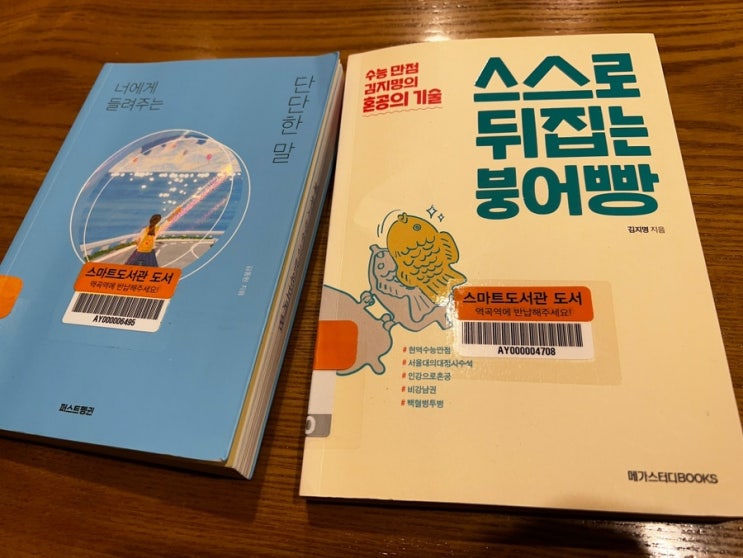 너에게
들려주는
단단한 말
스마트도서관 도서
역곡역에 반납해주세요!
AY000006495
퍼스트펭귄
수능 만점
김지명의
혼공의 기술
스스로
뒤집는
붕어빵
김지명 지음
스마트도서관 도서
역곡역에 반납해주세요!
AY000004708
# 현역수능만점
# 서울대의대정시수석
# 인강으로혼공
# 비강남권
# 백혈병투병
메가스터디BOOKS